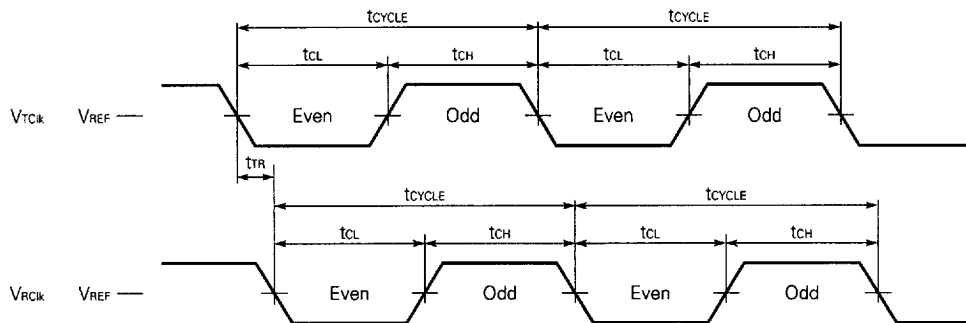 tCYCLE tCYCLE
tCL tCH tCL tCH
VTClk VREF Even Odd Even Odd
tTR
tCYCLE tCYCLE
tCL tCH tCL tCH
VRClk VREF Even Odd Even Odd